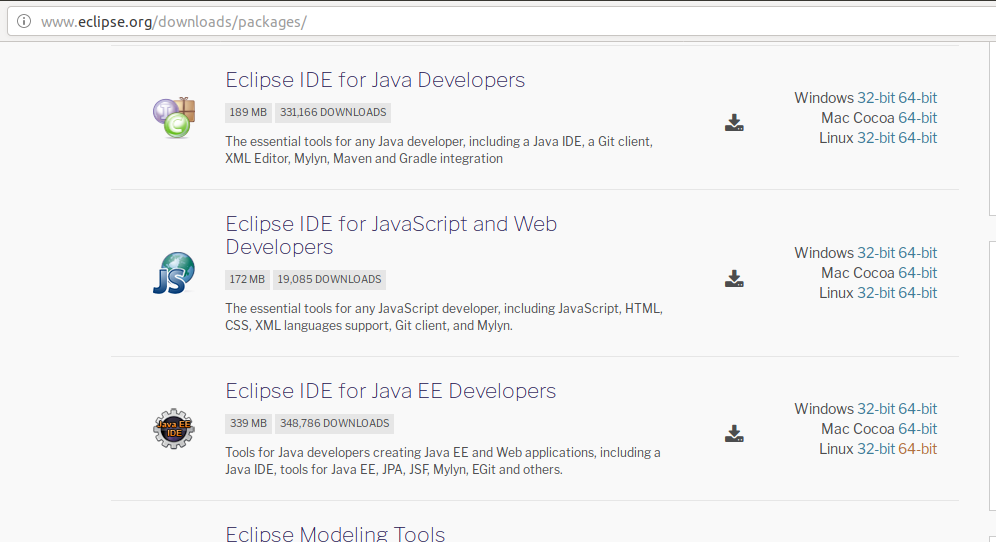 www.eclipse.org/downloads/packages/
Eclipse IDE for Java Developers
189 MB 331,166 DOWNLOADS
The essential tools for any Java developer, including a Java IDE, a Git client,
XML Editor, Mylyn, Maven and Gradle integration
Windows 32-bit 64-bit
Mac Cocoa 64-bit
Linux 32-bit 64-bit
Eclipse IDE for JavaScript and Web
Developers
172 MB 19,085 DOWNLOADS
The essential tools for any JavaScript developer, including JavaScript, HTML,
CSS, XML languages support, Git client, and Mylyn.
JS
Windows 32-bit 64-bit
Mac Cocoa 64-bit
Linux 32-bit 64-bit
Eclipse IDE for Java EE Developers
339 MB 348,786 DOWNLOADS
Tools for Java developers creating Java EE and Web applications, including a
Java IDE, tools for Java EE, JPA, JSF, Mylyn, EGit and others.
Java EE
IDE
Windows 32-bit 64-bit
Mac Cocoa 64-bit
Linux 32-bit 64-bit
Eclipse Modeling Tools